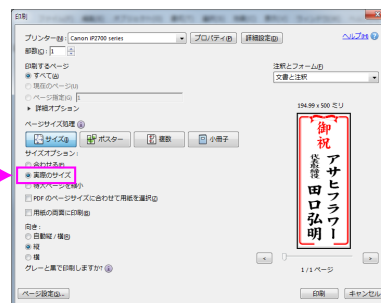 印刷
プリンター(N): Canon iP2700 series プロパティ(P) 詳細設定(D) ヘルプ(H)
部数(C): 1
印刷するページ
すべて(A)
現在のページ(U)
ページ指定(G) 1
詳細オプション
ページサイズ処理
サイズ(I) ポスター 複数 小冊子
サイズオプション:
合わせる(F)
実際のサイズ
特大ページを縮小
PDF のページサイズに合わせて用紙を選択(Z)
用紙の両面に印刷(B)
向き:
自動縦 / 横(R)
縦
横
グレーと黒で印刷しますか?
注釈とフォーム(F)
文書と注釈
194.99 x 500 ミリ
御祝
アサヒフラワー
代表取締役
田口弘明
1 / 1 ページ
ページ設定(S)... 印刷 キャンセル